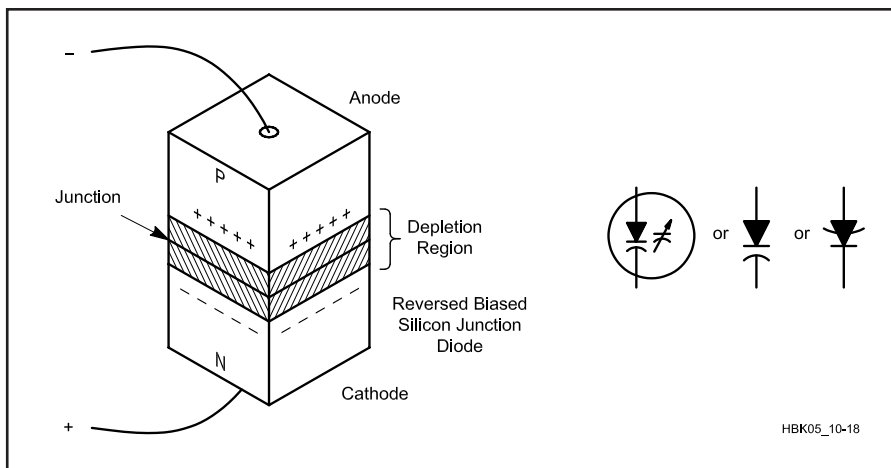 –
Anode
P
Junction
+ + + + + + + + + +
Depletion
Region
or
or
– – – – – – – – – –
Reversed Biased
Silicon Junction
Diode
N
Cathode
+
HBK05_10-18